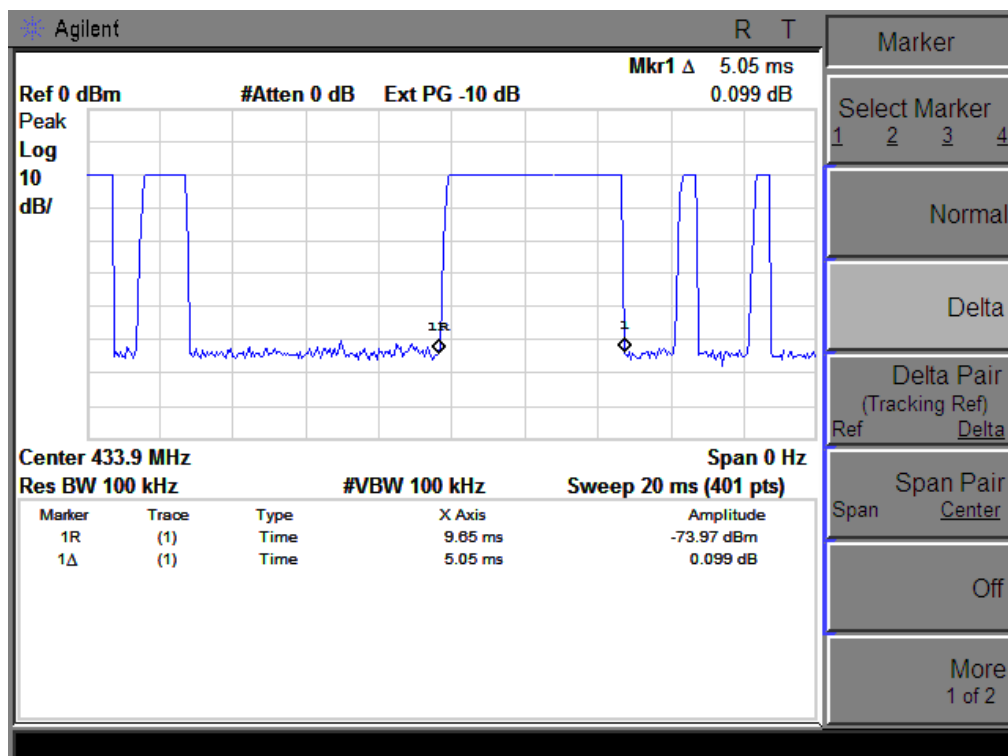 Agilent R T
Mkr1 Δ 5.05 ms
Ref 0 dBm #Atten 0 dB Ext PG -10 dB 0.099 dB
Peak
Log
10
dB/
1R 1
Center 433.9 MHz Span 0 Hz
Res BW 100 kHz #VBW 100 kHz Sweep 20 ms (401 pts)
Marker Trace Type X Axis Amplitude
1R (1) Time 9.65 ms -73.97 dBm
1Δ (1) Time 5.05 ms 0.099 dB
Marker
Select Marker
1 2 3 4
Normal
Delta
Delta Pair
(Tracking Ref)
Ref Delta
Span Pair
Span Center
Off
More
1 of 2